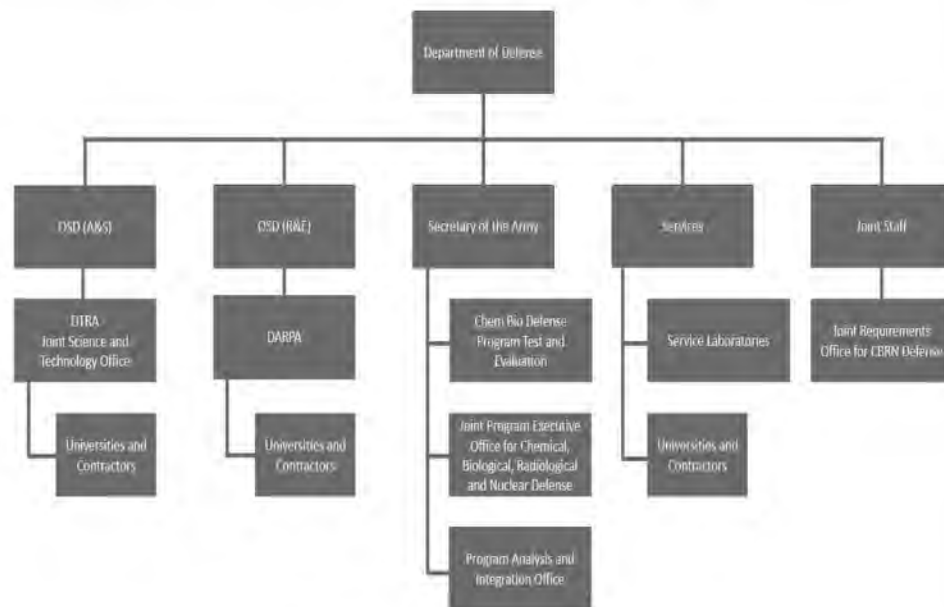 Department of Defense
OSD (A&S)
OSD (R&E)
Secretary of the Army
Services
Joint Staff
DTRA
Joint Science and
Technology Office
DARPA
Chem Bio Defense
Program Test and
Evaluation
Service Laboratories
Joint Requirements
Office for CBRN Defense
Universities and
Contractors
Universities and
Contractors
Joint Program Executive
Office for Chemical,
Biological, Radiological
and Nuclear Defense
Universities and
Contractors
Program Analysis and
Integration Office